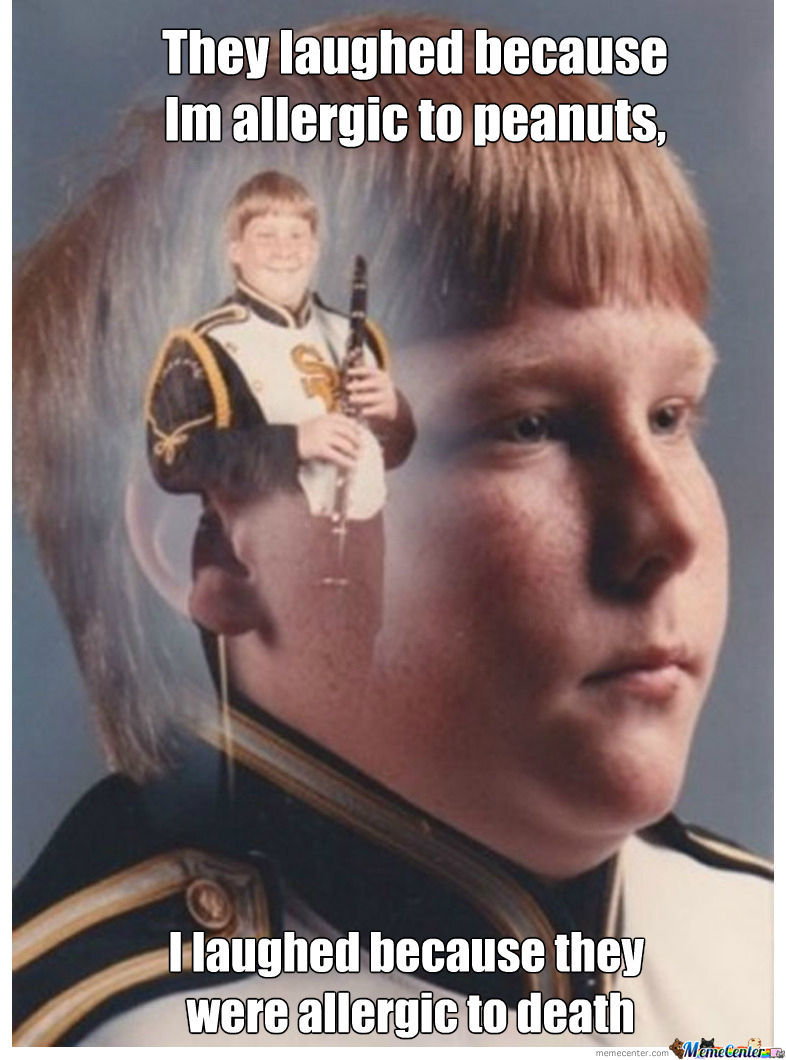 They laughed because
Im allergic to peanuts,
I laughed because they
were allergic to death
memecenter.com MemeCenter